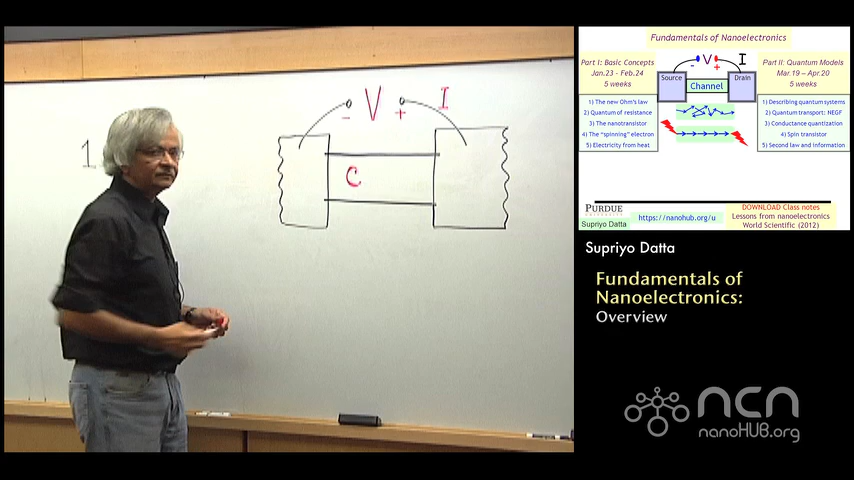 1
V
I
-
+
C
Fundamentals of Nanoelectronics
Part I: Basic Concepts
Jan.23 - Feb.24
5 weeks
V
I
-
+
Source
Drain
Channel
Part II: Quantum Models
Mar.19 - Apr.20
5 weeks
1) The new Ohm's law
2) Quantum of resistance
3) The nanotransistor
4) The "spinning" electron
5) Electricity from heat
1) Describing quantum systems
2) Quantum transport: NEGF
3) Conductance quantization
4) Spin transistor
5) Second law and information
PURDUE
UNIVERSITY
Supriyo Datta
https://nanohub.org/u
DOWNLOAD Class notes
Lessons from nanoelectronics
World Scientific (2012)
Supriyo Datta
Fundamentals of
Nanoelectronics:
Overview
ncn
nanoHUB.org